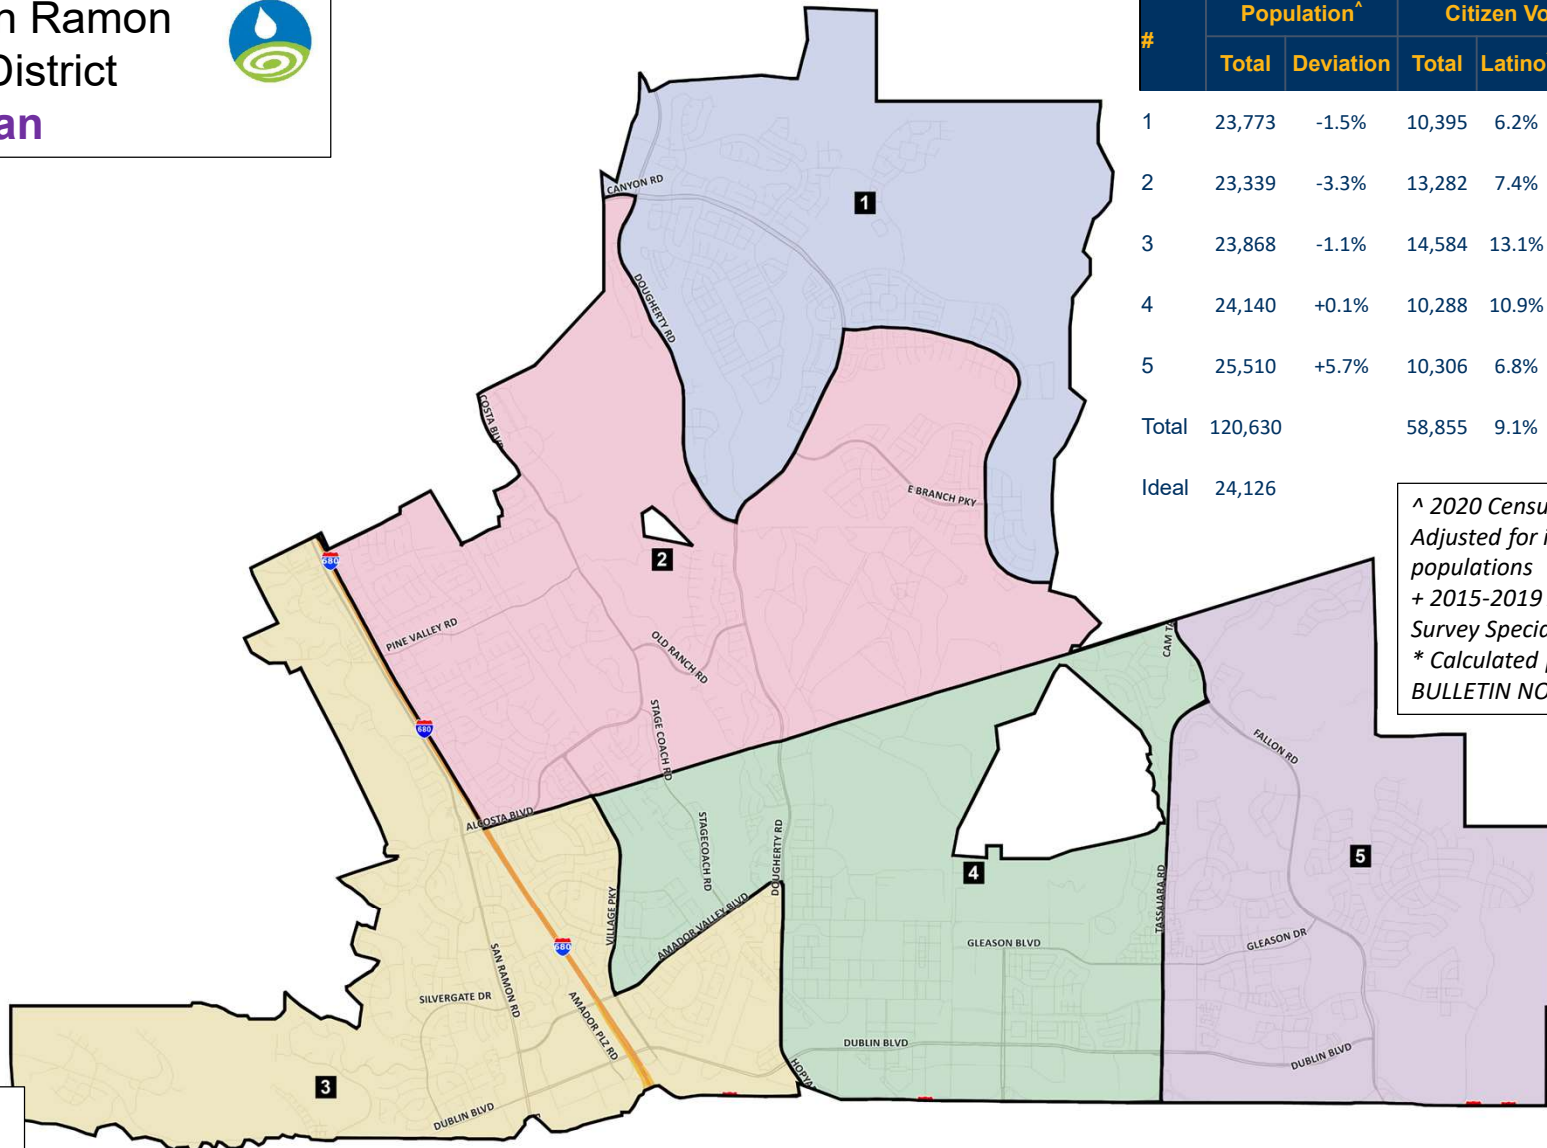 n Ramon
District
an
# Population^ Citizen Vo
Total Deviation Total Latino
1 23,773 -1.5% 10,395 6.2%
2 23,339 -3.3% 13,282 7.4%
3 23,868 -1.1% 14,584 13.1%
4 24,140 +0.1% 10,288 10.9%
5 25,510 +5.7% 10,306 6.8%
Total 120,630 58,855 9.1%
Ideal 24,126
^ 2020 Censu
Adjusted for i
populations
+ 2015-2019
Survey Specia
* Calculated
BULLETIN NO
CANYON RD
1
DOUGHERTY RD
COSTA BLV
E BRANCH PKY
2
680
PINE VALLEY RD
OLD RANCH RD
CAM TA
680
STAGE COACH RD
FALLON RD
ALCOSTA BLVD
STAGECOACH RD
DOUGHERTY RD
5
4
VILLAGE PKY
AMADOR VALLEY BLVD
TASSAJARA RD
680
GLEASON BLVD
GLEASON DR
SAN RAMON RD
SILVERGATE DR
AMADOR PLZ RD
DUBLIN BLVD
DUBLIN BLVD
HOPYA
3
DUBLIN BLVD